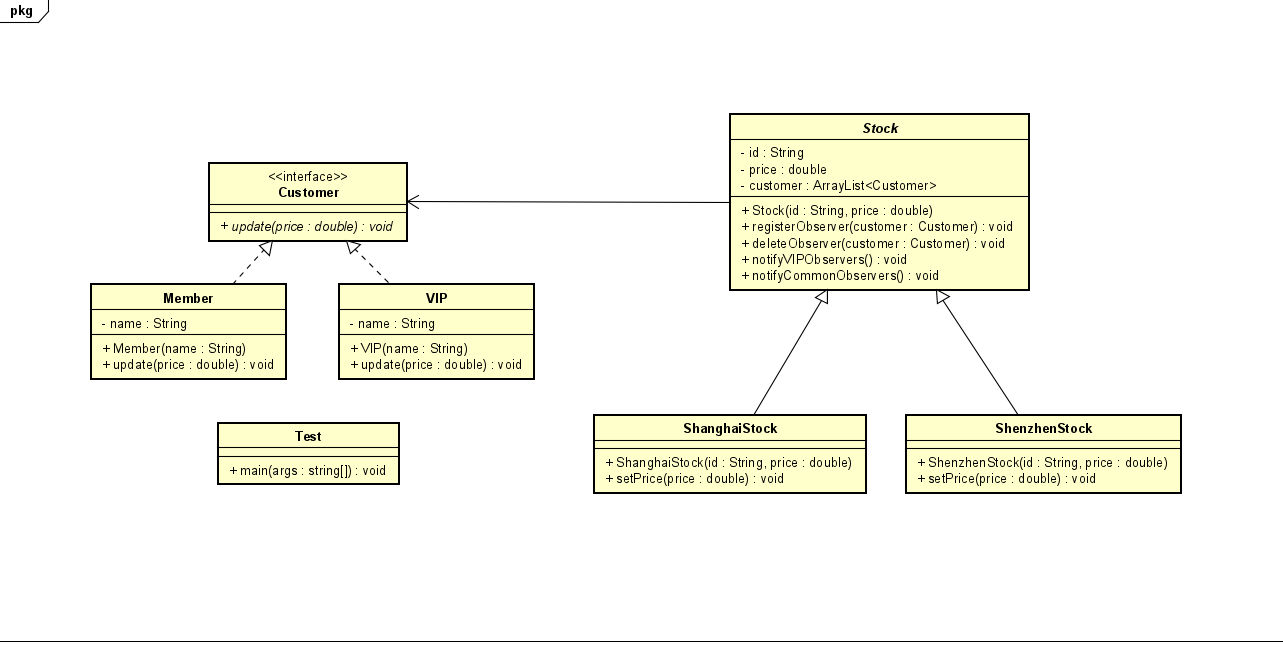 pkg
<<interface>>
Customer
+ update(price : double) : void
Stock
- id : String
- price : double
- customer : ArrayList<Customer>
+ Stock(id : String, price : double)
+ registerObserver(customer : Customer) : void
+ deleteObserver(customer : Customer) : void
+ notifyVIPObservers() : void
+ notifyCommonObservers() : void
Member
- name : String
+ Member(name : String)
+ update(price : double) : void
VIP
- name : String
+ VIP(name : String)
+ update(price : double) : void
Test
+ main(args : string[]) : void
ShanghaiStock
+ ShanghaiStock(id : String, price : double)
+ setPrice(price : double) : void
ShenzhenStock
+ ShenzhenStock(id : String, price : double)
+ setPrice(price : double) : void